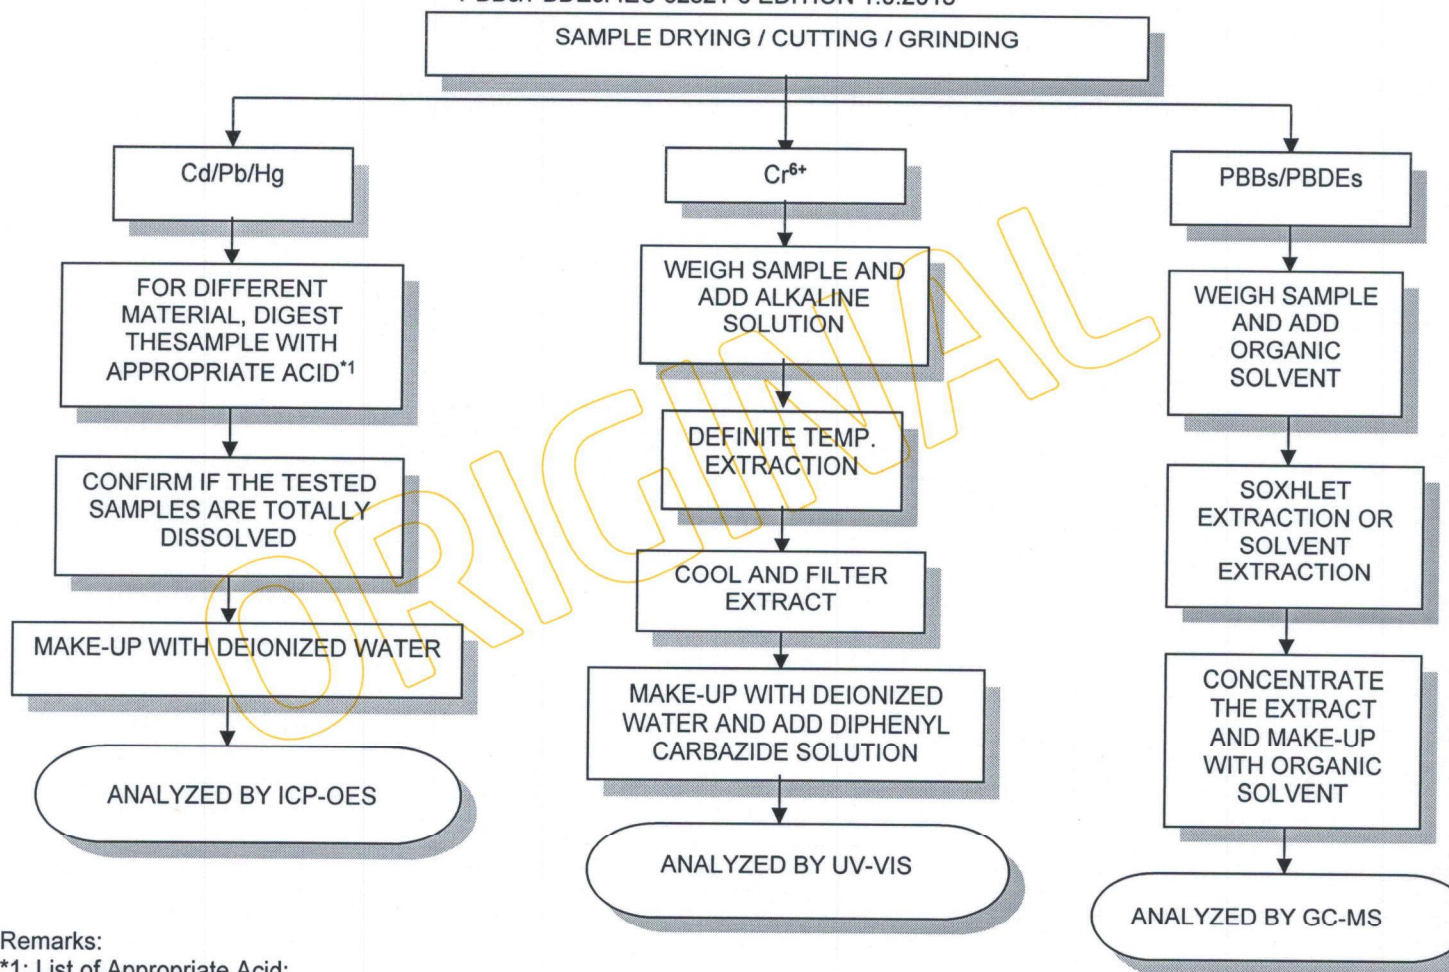 SAMPLE DRYING / CUTTING / GRINDING
Cd/Pb/Hg
FOR DIFFERENT
MATERIAL, DIGEST
THESAMPLE WITH
APPROPRIATE ACID*1
CONFIRM IF THE TESTED
SAMPLES ARE TOTALLY
DISSOLVED
MAKE-UP WITH DEIONIZED WATER
ANALYZED BY ICP-OES
Cr6+
WEIGH SAMPLE AND
ADD ALKALINE
SOLUTION
DEFINITE TEMP.
EXTRACTION
COOL AND FILTER
EXTRACT
MAKE-UP WITH DEIONIZED
WATER AND ADD DIPHENYL
CARBAZIDE SOLUTION
ANALYZED BY UV-VIS
PBBs/PBDEs
WEIGH SAMPLE
AND ADD
ORGANIC
SOLVENT
SOXHLET
EXTRACTION OR
SOLVENT
EXTRACTION
CONCENTRATE
THE EXTRACT
AND MAKE-UP
WITH ORGANIC
SOLVENT
ANALYZED BY GC-MS
ORIGINAL
Remarks:
*1: List of Appropriate Acid: